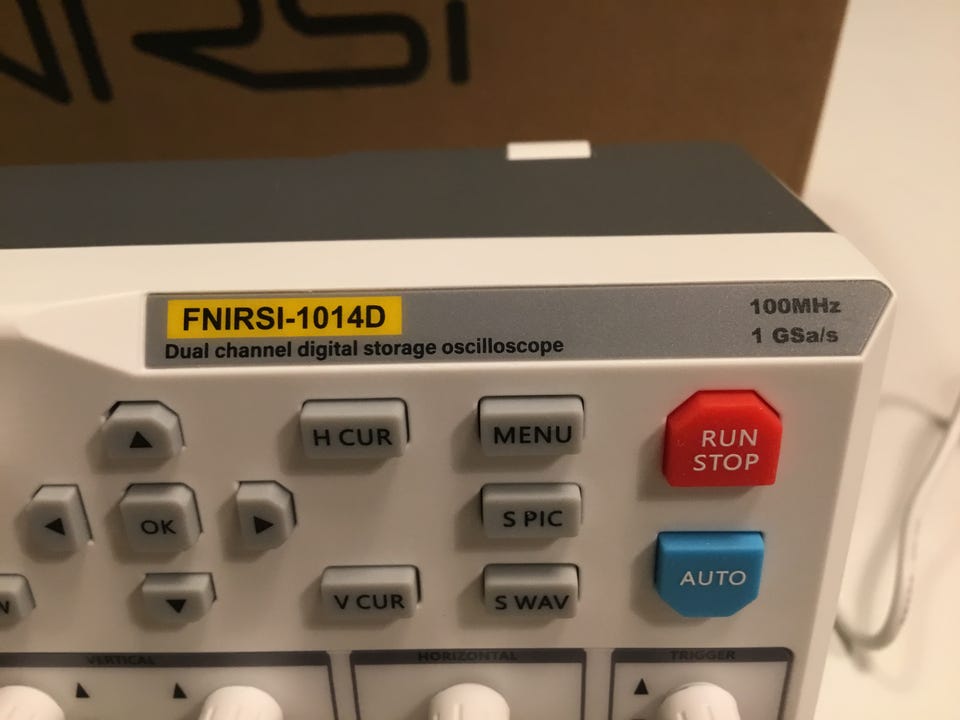 NIRSI
FNIRSI-1014D
Dual channel digital storage oscilloscope
100MHz
1 GSa/s
H CUR
MENU
RUN
STOP
OK
S PIC
AUTO
V CUR
S WAV
N
VERTICAL
HORIZONTAL
TRIGGER